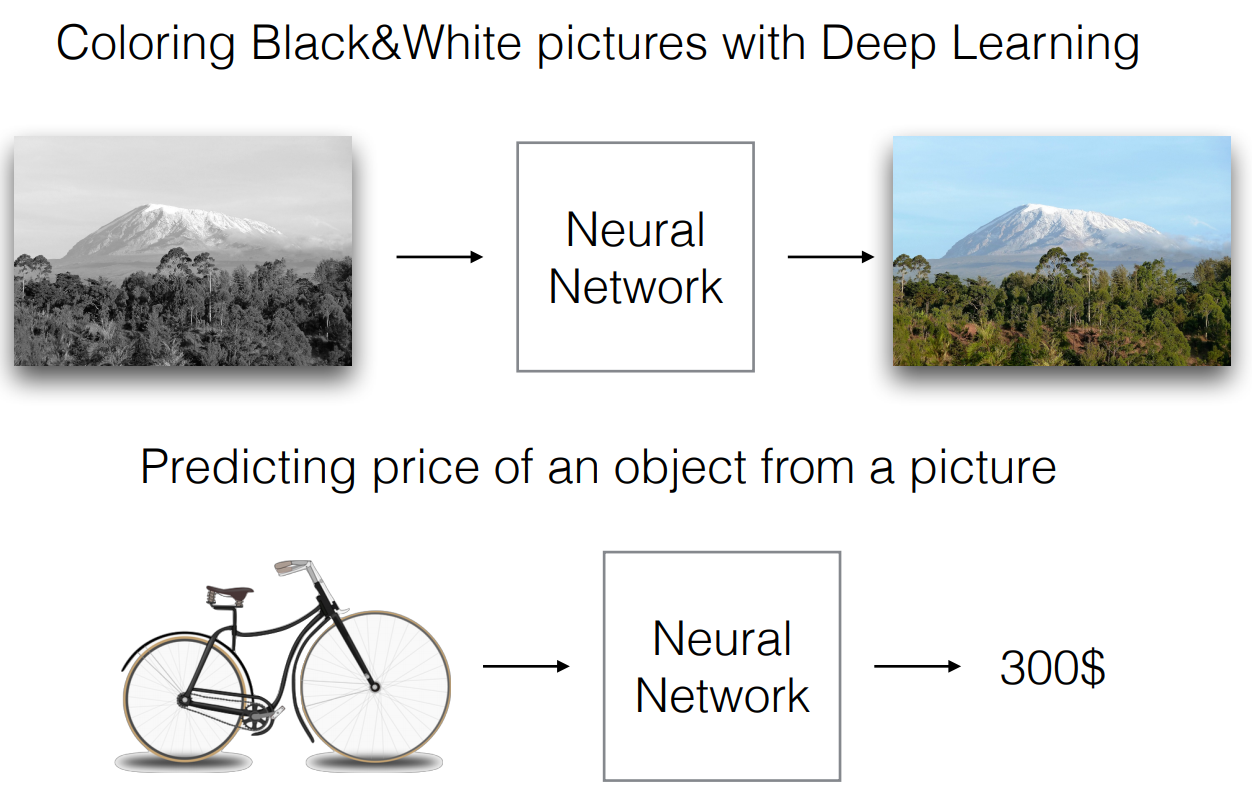 Coloring Black&White pictures with Deep Learning
Neural
Network
Predicting price of an object from a picture
Neural
Network
300$